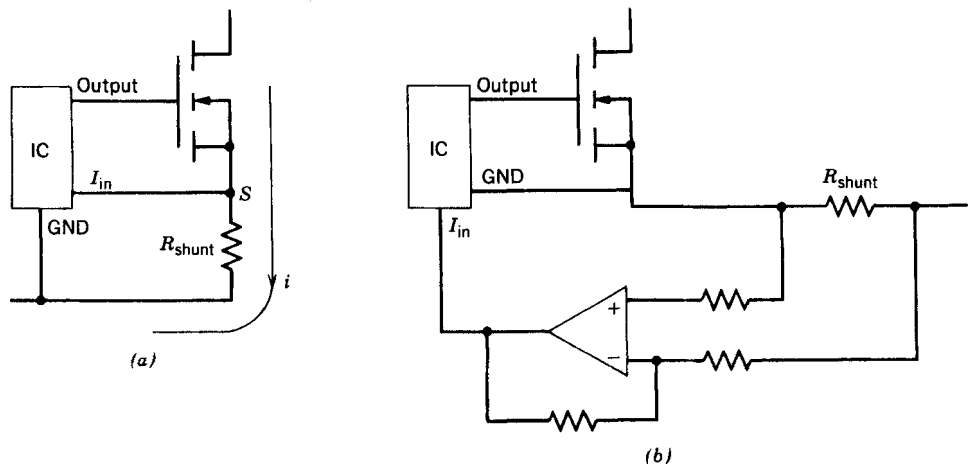 Output
IC
I_in
S
GND
R_shunt
i
(a)
Output
IC
GND
I_in
R_shunt
+
−
(b)